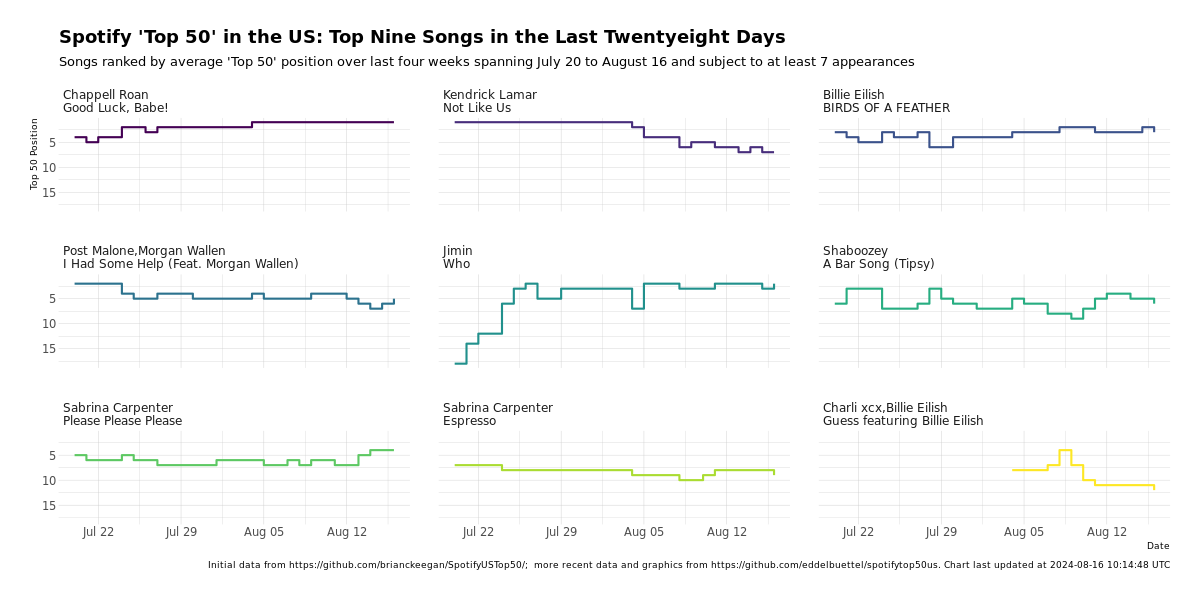 Spotify 'Top 50' in the US: Top Nine Songs in the Last Twentyeight Days
Songs ranked by average 'Top 50' position over last four weeks spanning July 20 to August 16 and subject to at least 7 appearances
Chappell Roan
Good Luck, Babe!
Kendrick Lamar
Not Like Us
Billie Eilish
BIRDS OF A FEATHER
Top 50 Position
5
10
15
Post Malone,Morgan Wallen
I Had Some Help (Feat. Morgan Wallen)
Jimin
Who
Shaboozey
A Bar Song (Tipsy)
5
10
15
Sabrina Carpenter
Please Please Please
Sabrina Carpenter
Espresso
Charli xcx,Billie Eilish
Guess featuring Billie Eilish
5
10
15
Jul 22 Jul 29 Aug 05 Aug 12
Jul 22 Jul 29 Aug 05 Aug 12
Jul 22 Jul 29 Aug 05 Aug 12
Date
Initial data from https://github.com/brianckeegan/SpotifyUSTop50/;  more recent data and graphics from https://github.com/eddelbuettel/spotifytop50us. Chart last updated at 2024-08-16 10:14:48 UTC